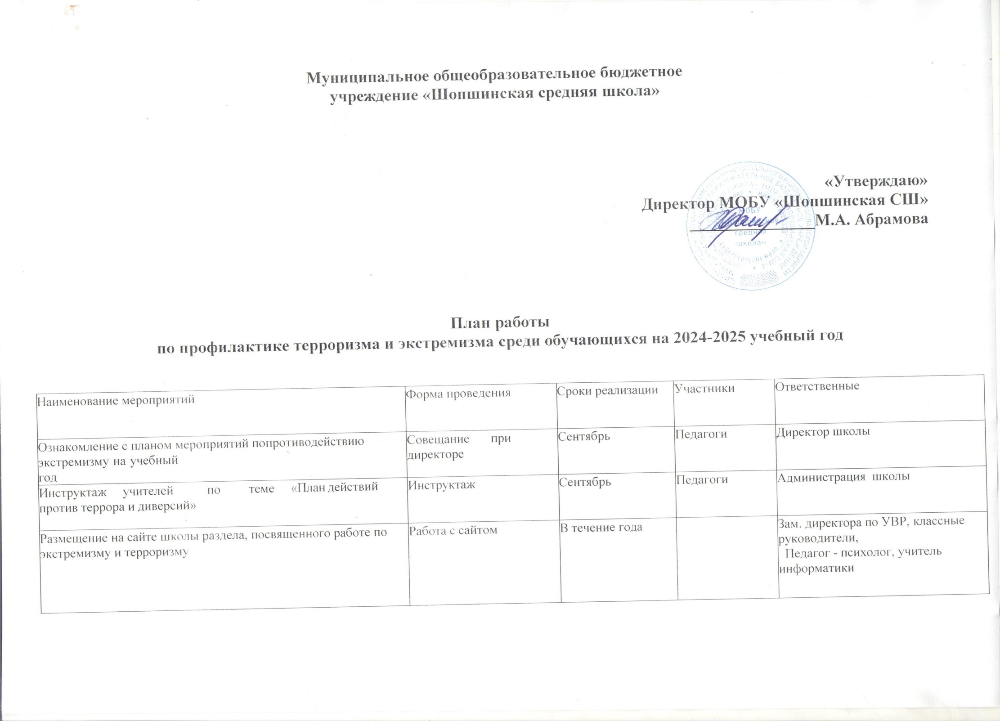 Муниципальное общеобразовательное бюджетное
учреждение «Шопшинская средняя школа»
«Утверждаю»
Директор МОБУ «Шопшинская СШ»
М.А. Абрамова
МОБУ
средняя
школа»
План работы
по профилактике терроризма и экстремизма среди обучающихся на 2024-2025 учебный год
Наименование мероприятий
Форма проведения
Сроки реализации
Участники
Ответственные
Ознакомление с планом мероприятий попротиводействию
экстремизму на учебный
год
Совещание при
директоре
Сентябрь
Педагоги
Директор школы
Инструктаж учителей по теме «План действий
против террора и диверсий»
Инструктаж
Сентябрь
Педагоги
Администрация школы
Размещение на сайте школы раздела, посвященного работе по
экстремизму и терроризму
Работа с сайтом
В течение года
Зам. директора по УВР, классные
руководители,
Педагог - психолог, учитель
информатики